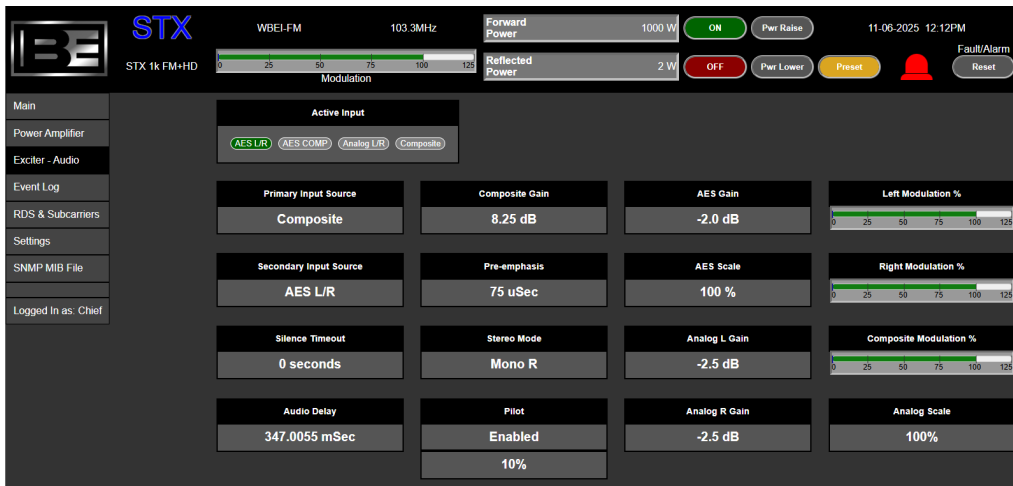 BE
STX
WBEI-FM
103.3MHz
Forward Power
1000 W
ON
Pwr Raise
11-06-2025 12:12PM
STX 1k FM+HD
0 25 50 75 100 125
Modulation
Reflected Power
2 W
OFF
Pwr Lower
Preset
Fault/Alarm
Reset
Main
Power Amplifier
Exciter - Audio
Event Log
RDS & Subcarriers
Settings
SNMP MIB File
Logged In as: Chief
Active Input
AES L/R AES COMP Analog L/R Composite
Primary Input Source
Composite
Composite Gain
8.25 dB
AES Gain
-2.0 dB
Left Modulation %
0 25 50 75 100 125
Secondary Input Source
AES L/R
Pre-emphasis
75 uSec
AES Scale
100 %
Right Modulation %
0 25 50 75 100 125
Silence Timeout
0 seconds
Stereo Mode
Mono R
Analog L Gain
-2.5 dB
Composite Modulation %
0 25 50 75 100 125
Audio Delay
347.0055 mSec
Pilot
Enabled
10%
Analog R Gain
-2.5 dB
Analog Scale
100%